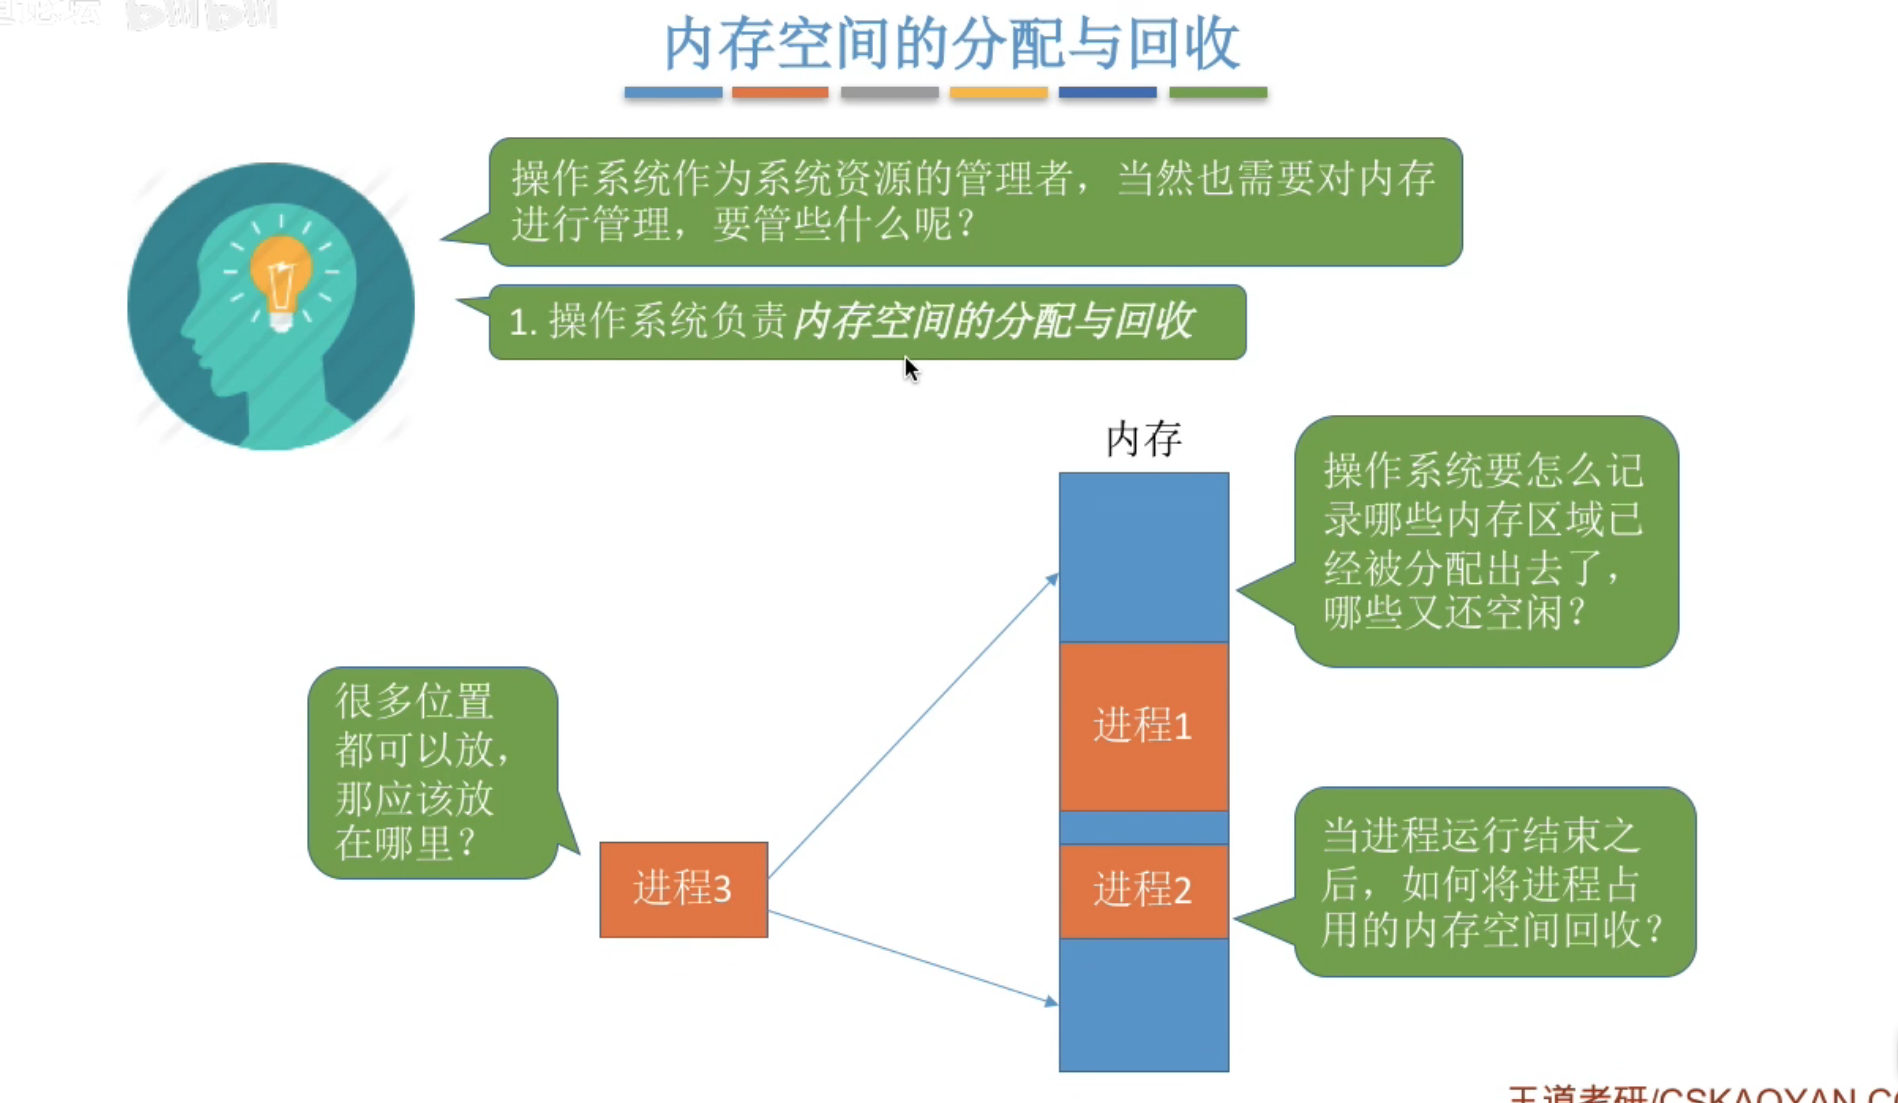 内存空间的分配与回收
操作系统作为系统资源的管理者，当然也需要对内存
进行管理，要管些什么呢？
1. 操作系统负责内存空间的分配与回收
内存
操作系统要怎么记
录哪些内存区域已
经被分配出去了，
哪些又还空闲？
很多位置
都可以放，
那应该放
在哪里？
进程1
进程3
进程2
当进程运行结束之
后，如何将进程占
用的内存空间回收？
王道考研/CSKAOYAN.C